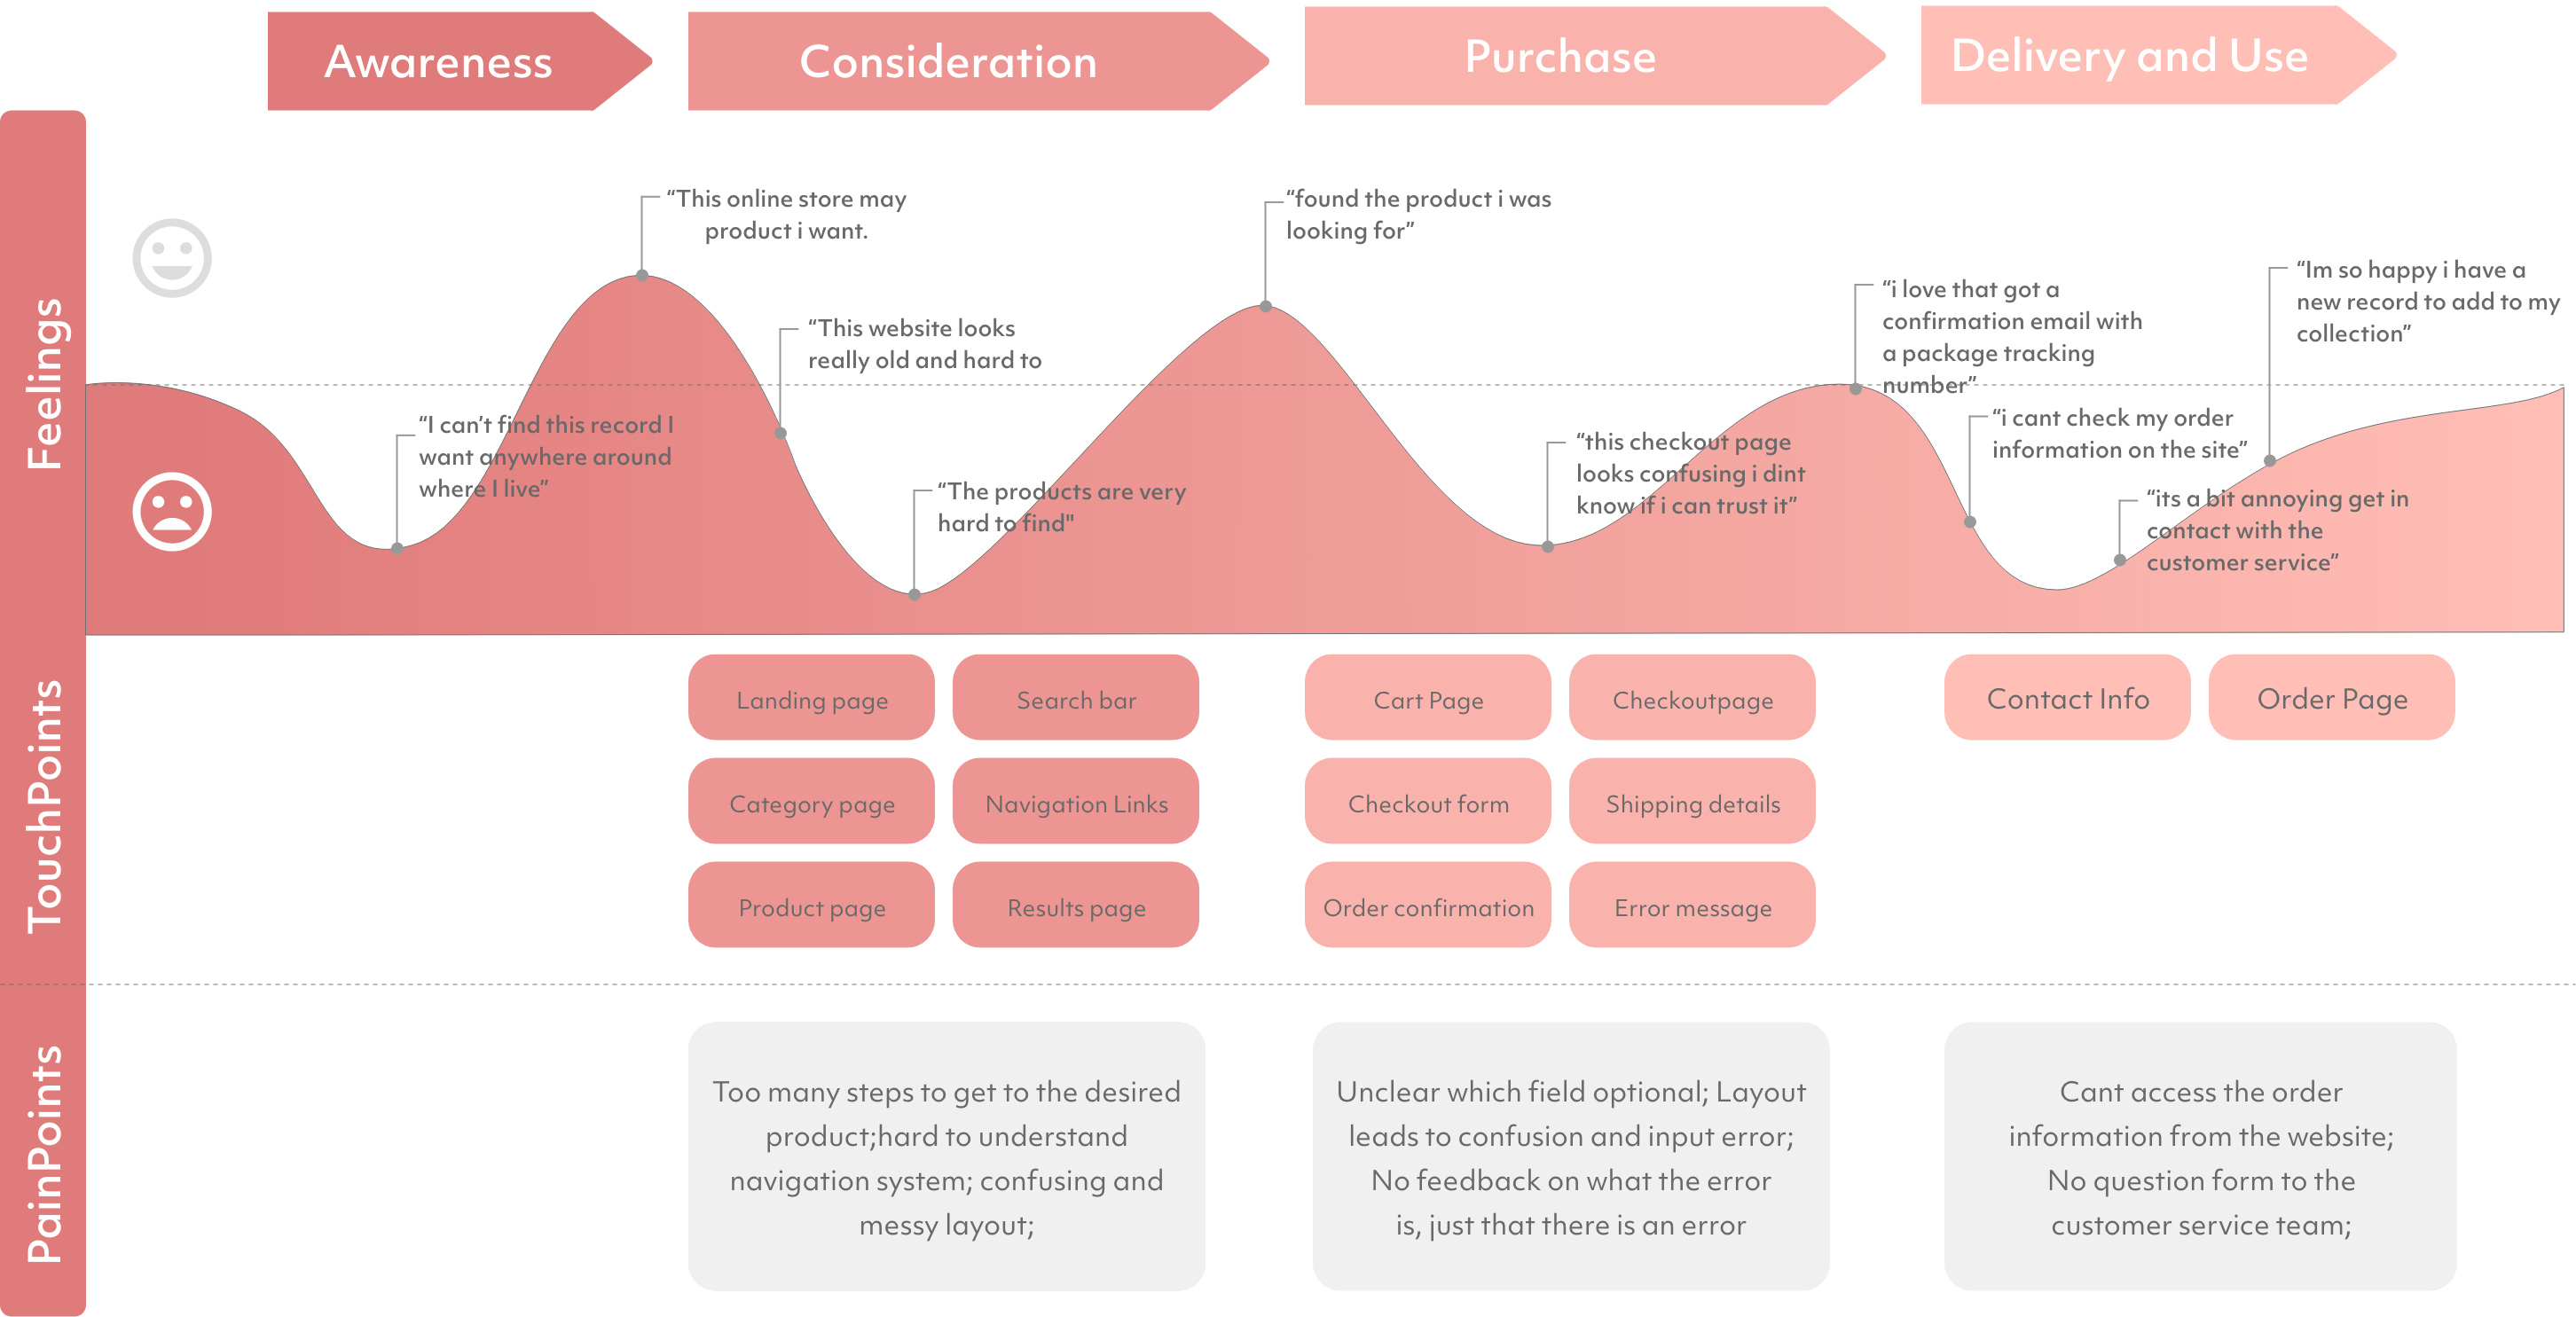 Awareness
Consideration
Purchase
Delivery and Use
Feelings
“This online store may
product i want.
“found the product i was
looking for”
“This website looks
really old and hard to
“i love that got a
confirmation email with
a package tracking
number”
“Im so happy i have a
new record to add to my
collection”
“I can’t find this record I
want anywhere around
where I live”
“The products are very
hard to find"
“this checkout page
looks confusing i dint
know if i can trust it”
“i cant check my order
information on the site”
“its a bit annoying get in
contact with the
customer service”
TouchPoints
Landing page
Search bar
Category page
Navigation Links
Product page
Results page
Cart Page
Checkoutpage
Checkout form
Shipping details
Order confirmation
Error message
Contact Info
Order Page
PainPoints
Too many steps to get to the desired
product;hard to understand
navigation system; confusing and
messy layout;
Unclear which field optional; Layout
leads to confusion and input error;
No feedback on what the error
is, just that there is an error
Cant access the order
information from the website;
No question form to the
customer service team;